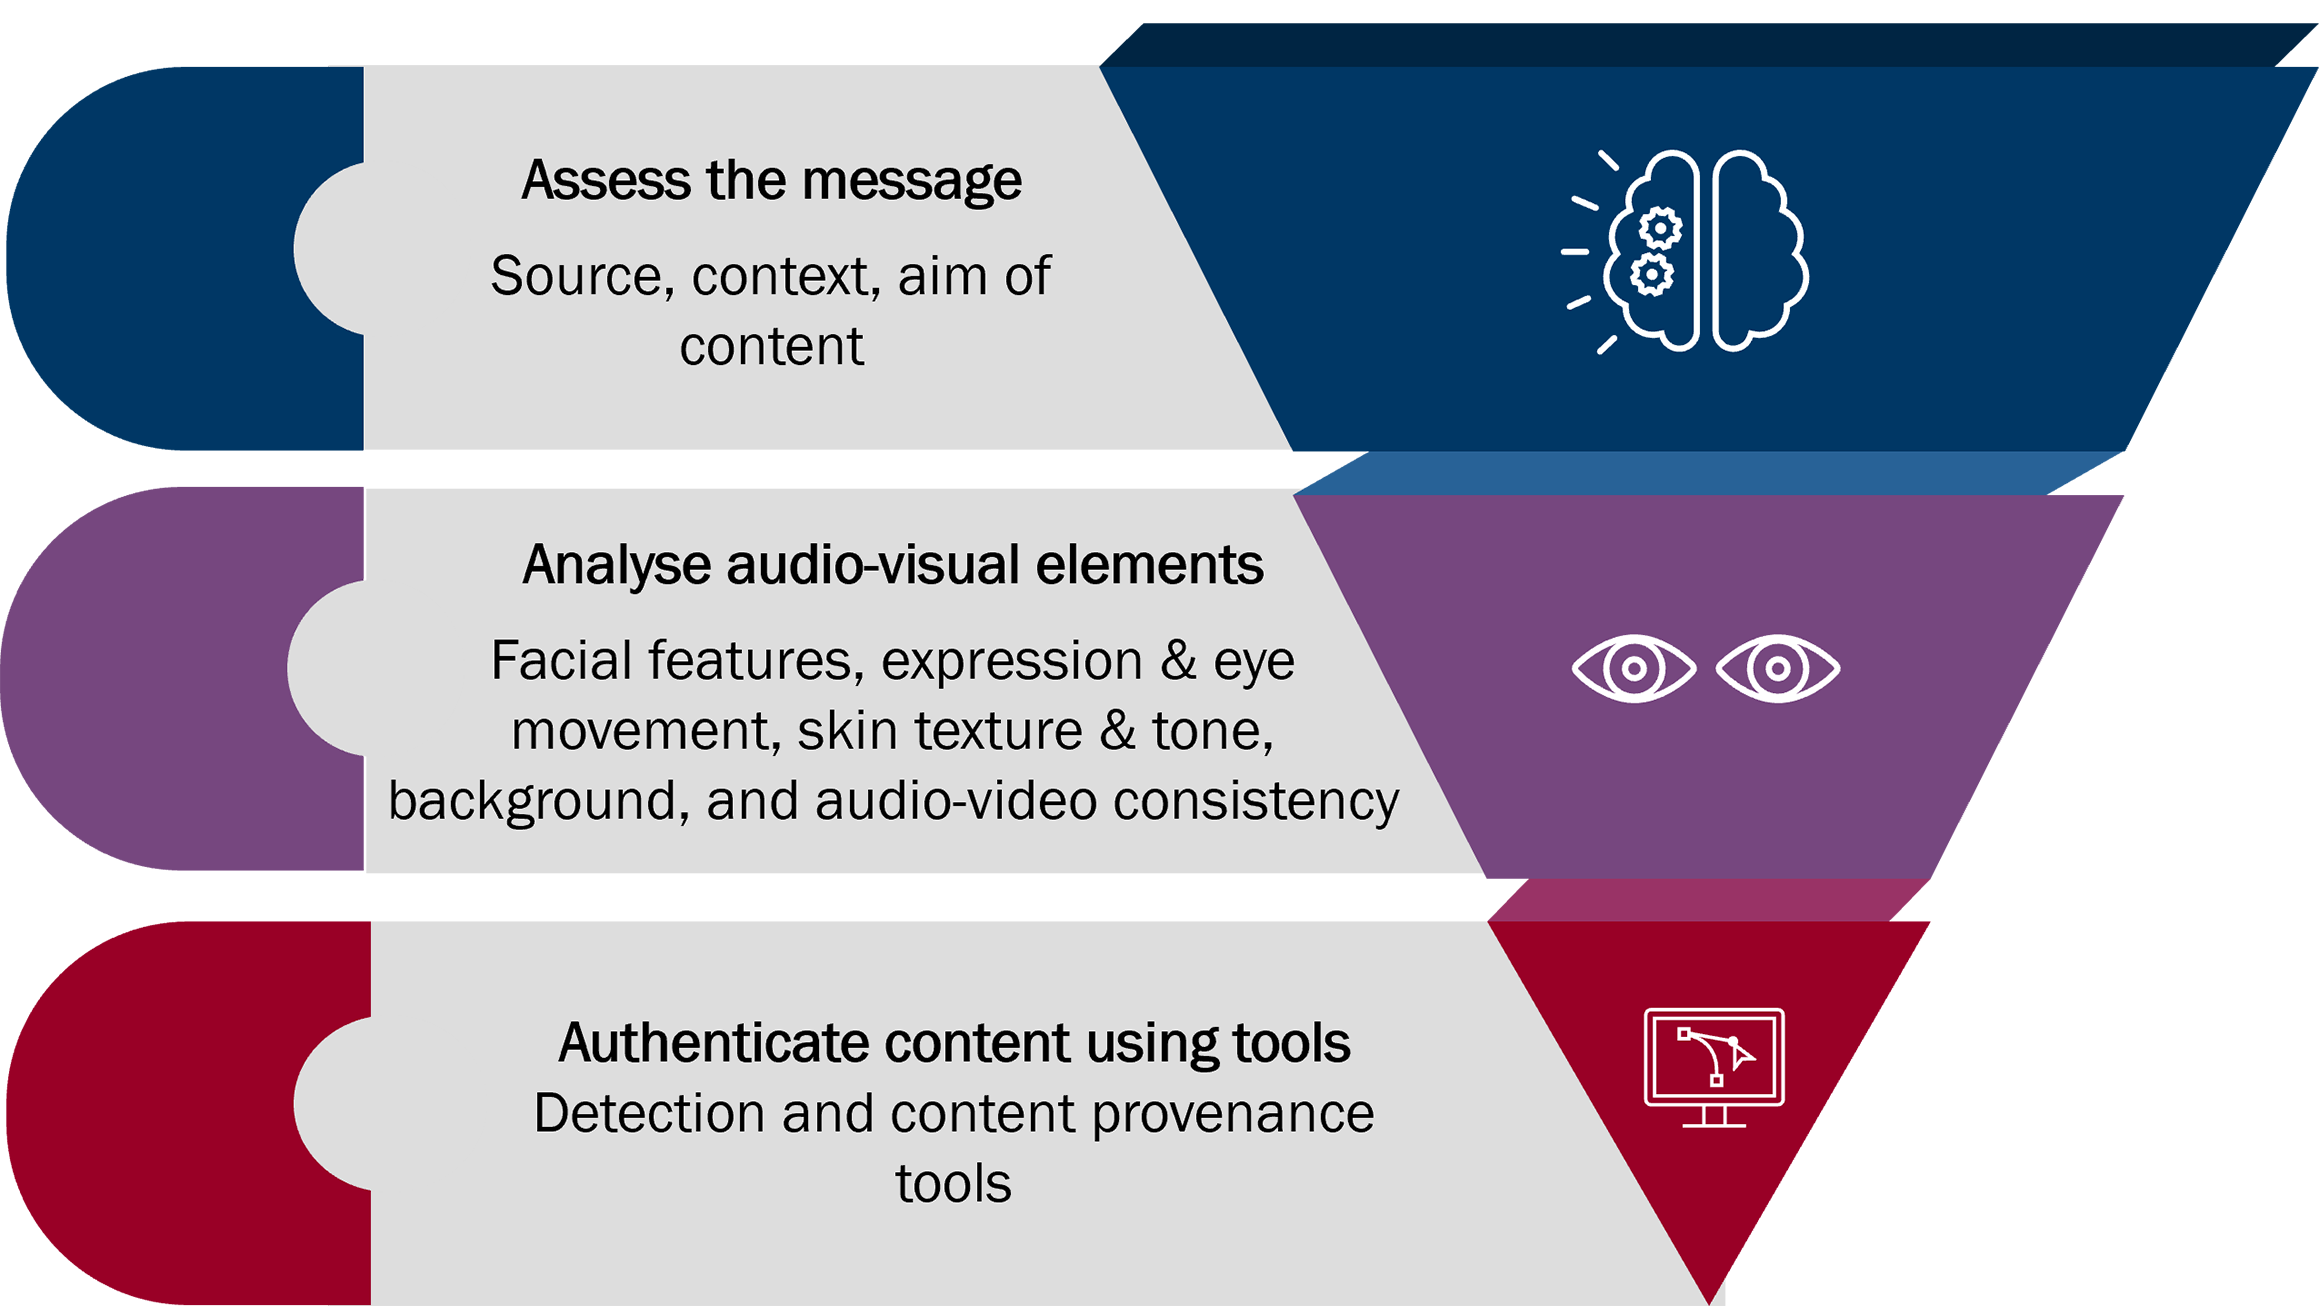 Assess the message
Source, context, aim of
content
Analyse audio-visual elements
Facial features, expression & eye
movement, skin texture & tone,
background, and audio-video consistency
Authenticate content using tools
Detection and content provenance
tools